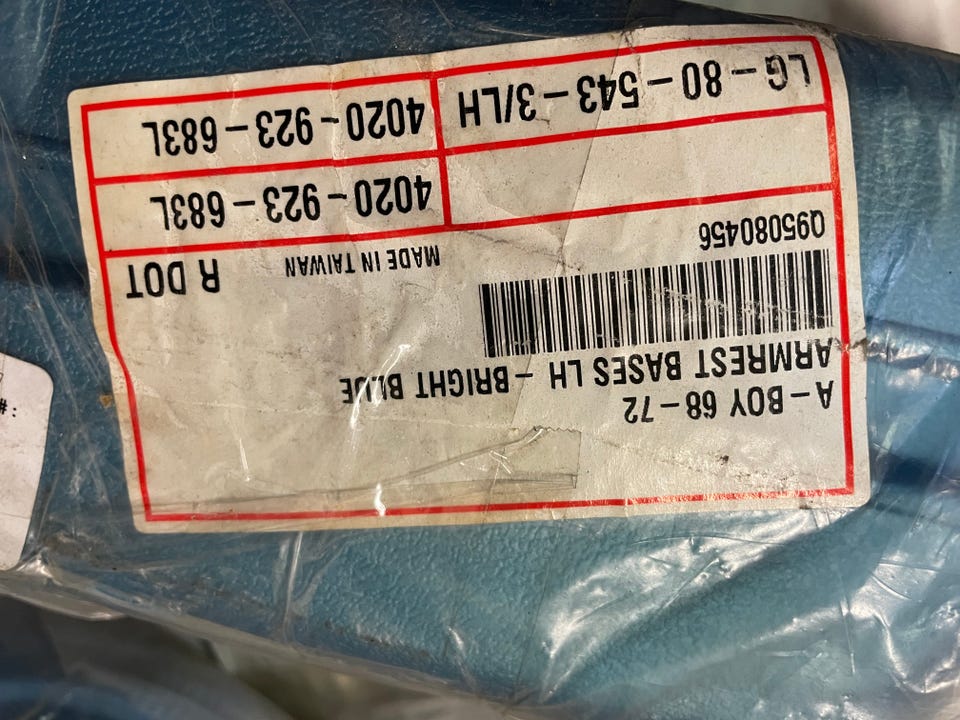 A-BOY 68-72
ARMREST BASES LH - BRIGHT BLUE
Q95080456
MADE IN TAIWAN
R DOT
4020-923-683L
LG-80-543-3/LH
4020-923-683L
#: